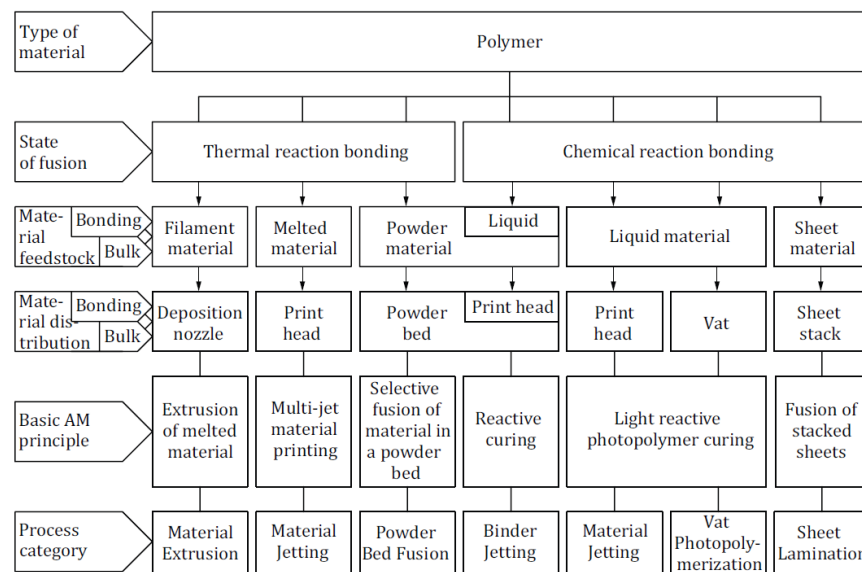 Type of
material
Polymer
State
of fusion
Thermal reaction bonding
Chemical reaction bonding
Mate-
rial
feedstock
Bonding
Bulk
Filament
material
Melted
material
Powder
material
Liquid
Liquid material
Sheet
material
Mate-
rial dis-
tribution
Bonding
Bulk
Deposition
nozzle
Print
head
Powder
bed
Print head
Print
head
Vat
Sheet
stack
Basic AM
principle
Extrusion
of melted
material
Multi-jet
material
printing
Selective
fusion of
material in
a powder
bed
Reactive
curing
Light reactive
photopolymer curing
Fusion of
stacked
sheets
Process
category
Material
Extrusion
Material
Jetting
Powder
Bed Fusion
Binder
Jetting
Material
Jetting
Vat
Photopoly-
merization
Sheet
Lamination